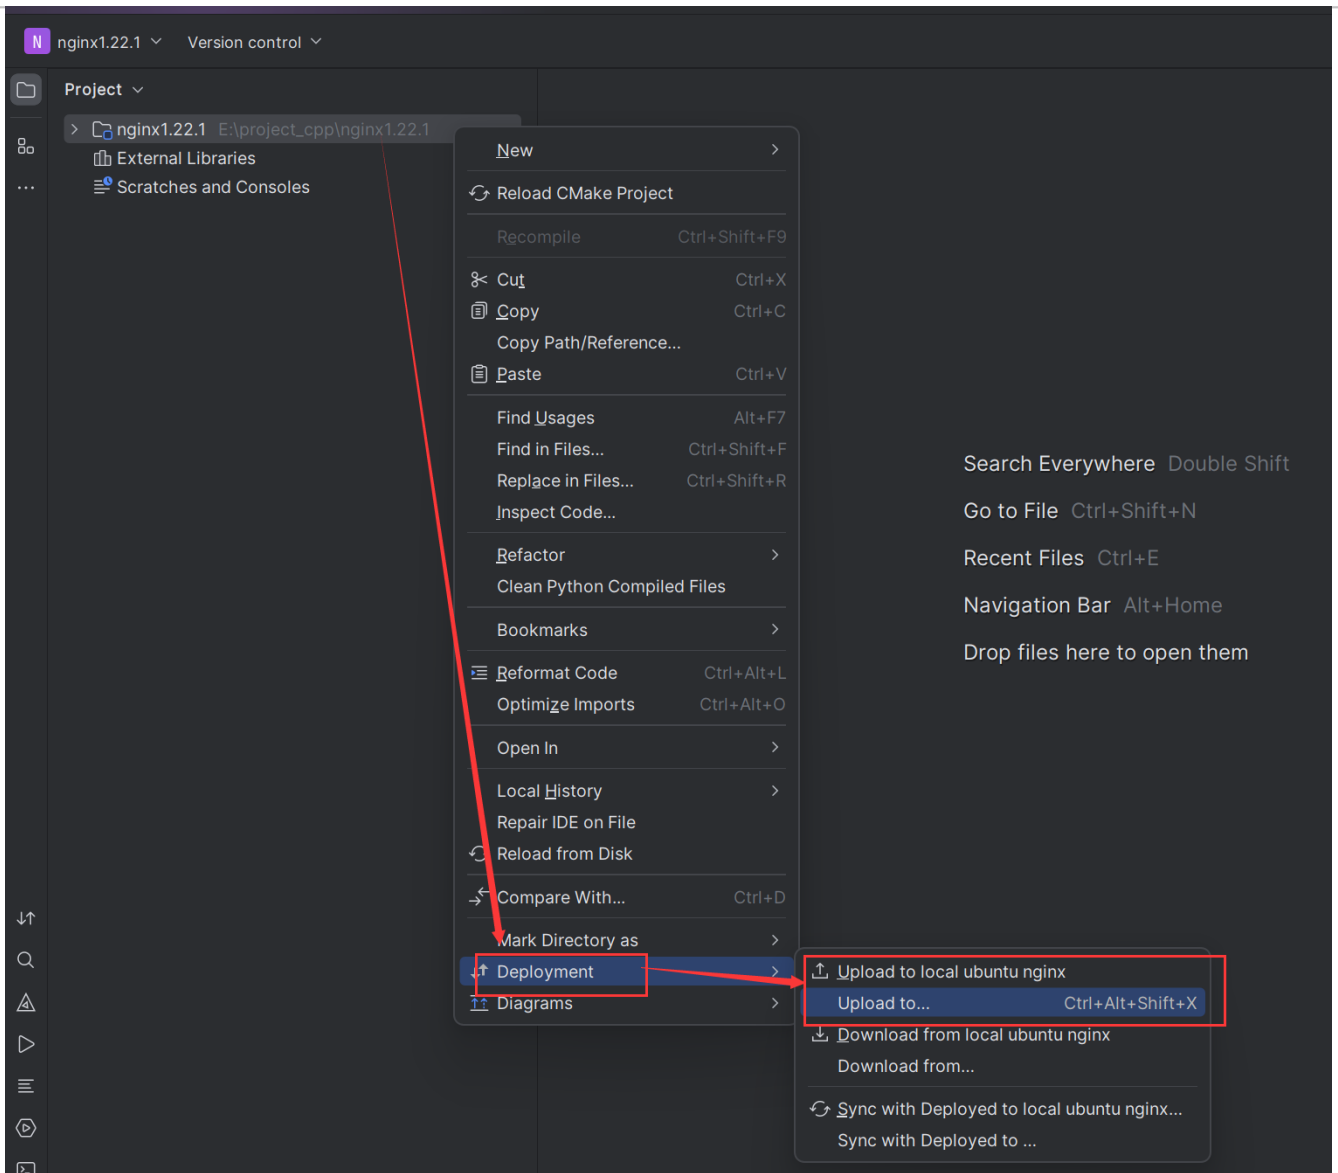 N nginx1.22.1 Version control
Project
nginx1.22.1 E:\project_cpp\nginx1.22.1
External Libraries
Scratches and Consoles
New
Reload CMake Project
Recompile Ctrl+Shift+F9
Cut Ctrl+X
Copy Ctrl+C
Copy Path/Reference...
Paste Ctrl+V
Find Usages Alt+F7
Find in Files... Ctrl+Shift+F
Replace in Files... Ctrl+Shift+R
Inspect Code...
Refactor
Clean Python Compiled Files
Bookmarks
Reformat Code Ctrl+Alt+L
Optimize Imports Ctrl+Alt+O
Open In
Local History
Repair IDE on File
Reload from Disk
Compare With... Ctrl+D
Mark Directory as
Deployment
Diagrams
Upload to local ubuntu nginx
Upload to... Ctrl+Alt+Shift+X
Download from local ubuntu nginx
Download from...
Sync with Deployed to local ubuntu nginx...
Sync with Deployed to ...
Search Everywhere Double Shift
Go to File Ctrl+Shift+N
Recent Files Ctrl+E
Navigation Bar Alt+Home
Drop files here to open them